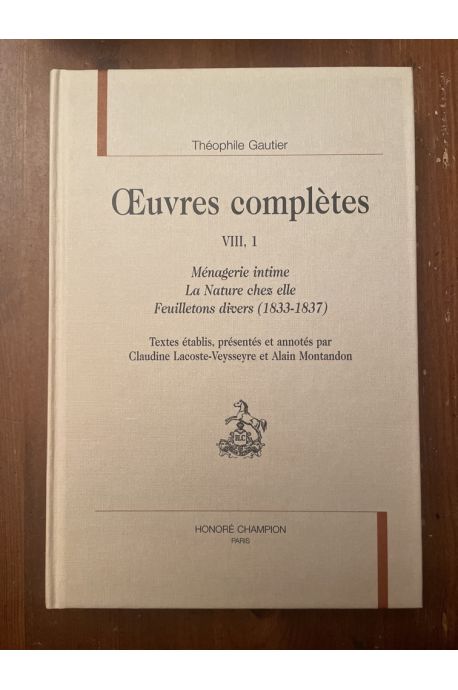 Théophile Gautier
Œuvres complètes
VIII, 1
Ménagerie intime
La Nature chez elle
Feuilletons divers (1833-1837)
Textes établis, présentés et annotés par
Claudine Lacoste-Veysseyre et Alain Montandon
HONORÉ CHAMPION
PARIS